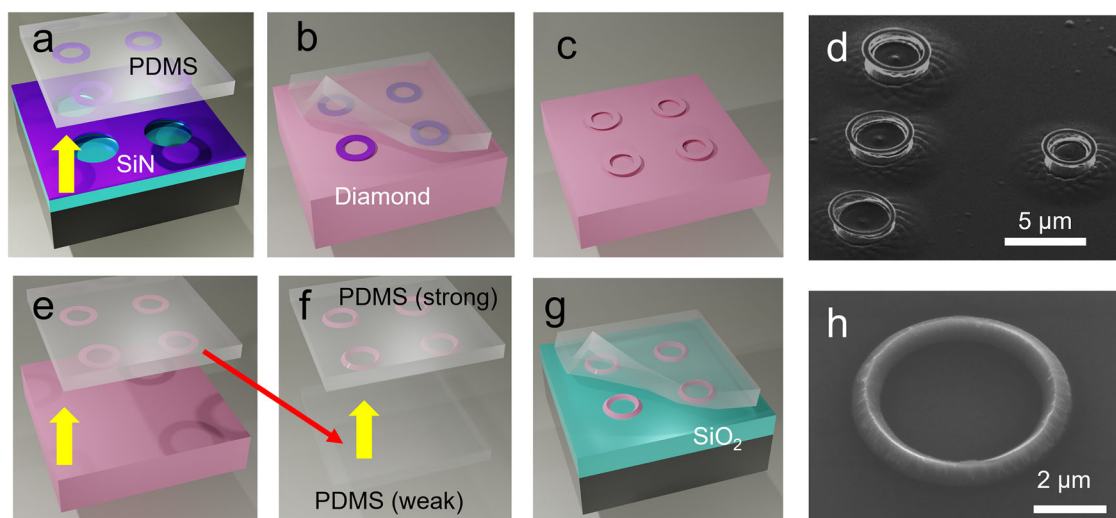 a
PDMS
SiN
b
Diamond
c
d
5 μm
e
f
PDMS (strong)
PDMS (weak)
g
SiO₂
h
2 μm